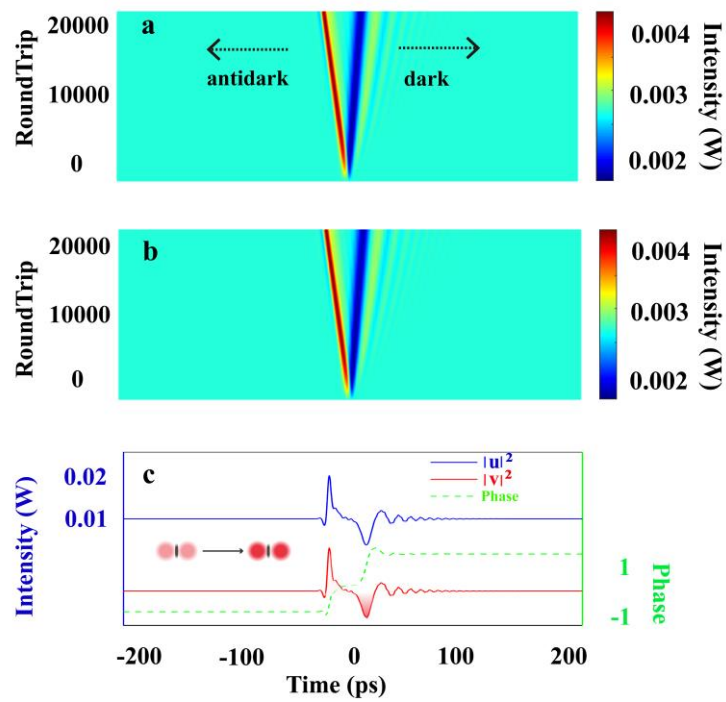 20000
a
0.004
antidark
dark
RoundTrip
10000
0.003
Intensity (W)
0
0.002
20000
b
0.004
RoundTrip
10000
0.003
Intensity (W)
0
0.002
c
|u|²
|v|²
Phase
0.02
0.01
Intensity (W)
1
-1
Phase
-200 -100 0 100 200
Time (ps)